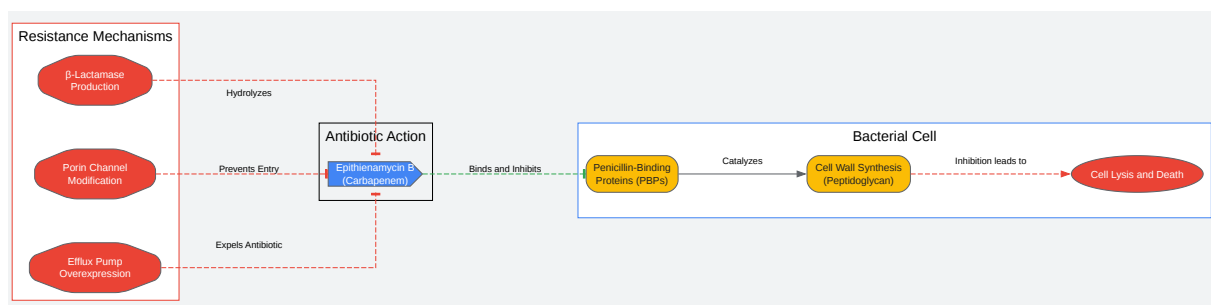 Resistance Mechanisms
β-Lactamase
Production
Hydrolyzes
Porin Channel
Modification
Prevents Entry
Efflux Pump
Overexpression
Expels Antibiotic
Antibiotic Action
Epithienamycin B
(Carbapenem)
Binds and Inhibits
Bacterial Cell
Penicillin-Binding
Proteins (PBPs)
Catalyzes
Cell Wall Synthesis
(Peptidoglycan)
Inhibition leads to
Cell Lysis and Death